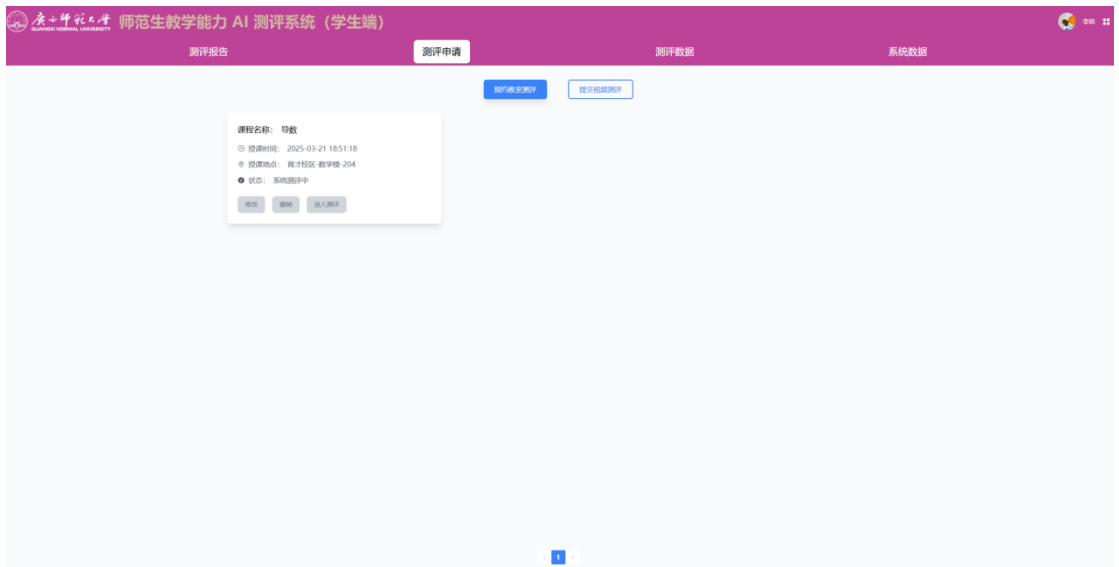 广西师范大学 师范生教学能力 AI 测评系统（学生端）
GUANGXI NORMAL UNIVERSITY
测评报告 测评申请 测评数据 系统数据
预约教室测评 提交视频测评
课程名称： 导数
授课时间： 2025-03-21 18:51:18
授课地点： 育才校区-数学楼-204
状态： 系统测评中
修改 撤销 进入测评
< 1 >